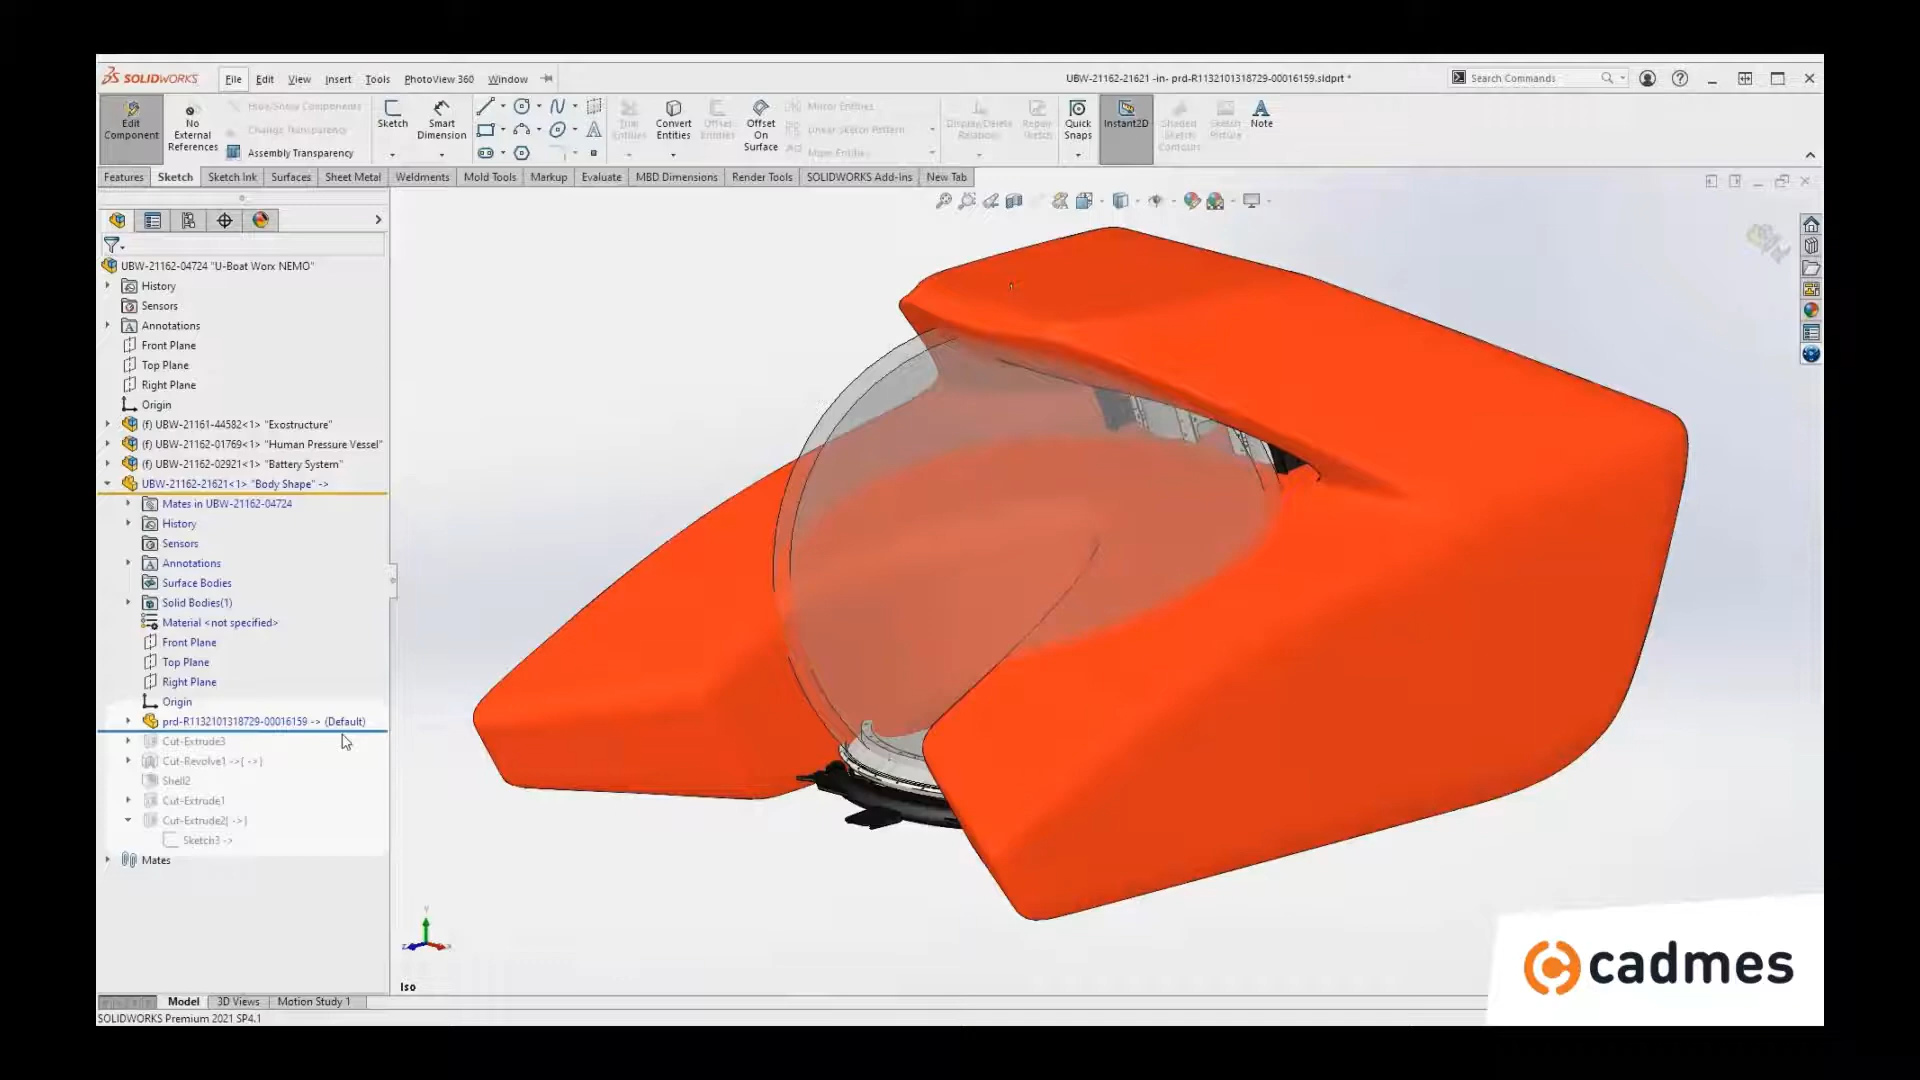 SOLIDWORKS File Edit View Insert Tools PhotoView 360 Window
UBW-21162-21621 -in- prd-R1132101318729-00016159.sldprt *
Search Commands
Edit Component
No External References
Hide/Show Components
Change Transparency
Assembly Transparency
Sketch
Smart Dimension
Trim Entities
Convert Entities
Offset Entities
Offset On Surface
Mirror Entities
Linear Sketch Pattern
Move Entities
Display/Delete Relations
Repair Sketch
Quick Snaps
Instant2D
Shaded Sketch Contours
Sketch Picture
Note
Features Sketch Sketch Ink Surfaces Sheet Metal Weldments Mold Tools Markup Evaluate MBD Dimensions Render Tools SOLIDWORKS Add-Ins New Tab
UBW-21162-04724 "U-Boat Worx NEMO"
History
Sensors
Annotations
Front Plane
Top Plane
Right Plane
Origin
(f) UBW-21161-44582<1> "Exostructure"
(f) UBW-21162-01769<1> "Human Pressure Vessel"
(f) UBW-21162-02921<1> "Battery System"
UBW-21162-21621<1> "Body Shape" ->
Mates in UBW-21162-04724
History
Sensors
Annotations
Surface Bodies
Solid Bodies(1)
Material <not specified>
Front Plane
Top Plane
Right Plane
Origin
prd-R1132101318729-00016159 -> (Default)
Cut-Extrude3
Cut-Revolve1 ->{ ->}
Shell2
Cut-Extrude1
Cut-Extrude2{ ->}
Sketch3 ->
Mates
Iso
Model 3D Views Motion Study 1
SOLIDWORKS Premium 2021 SP4.1
cadmes